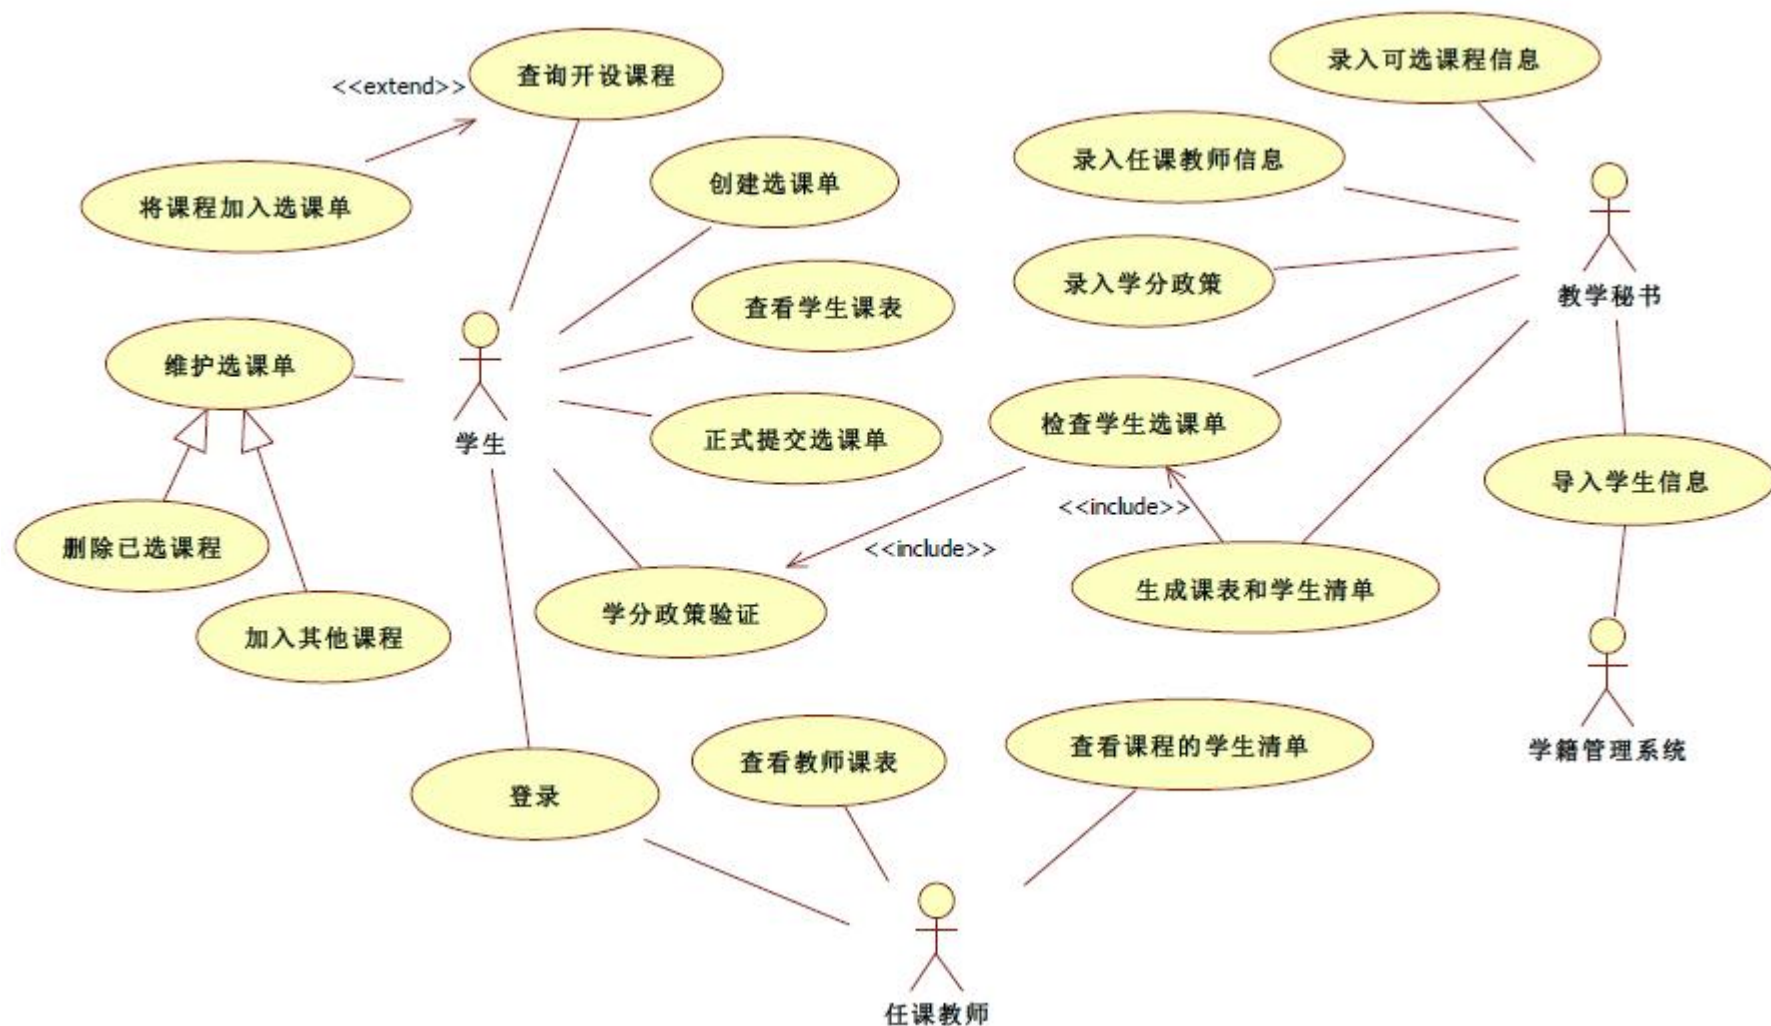 查询开设课程
录入可选课程信息
<<extend>>
录入任课教师信息
创建选课单
将课程加入选课单
录入学分政策
教学秘书
查看学生课表
维护选课单
学生
正式提交选课单
检查学生选课单
导入学生信息
<<include>>
删除已选课程
<<include>>
生成课表和学生清单
学分政策验证
加入其他课程
学籍管理系统
查看课程的学生清单
查看教师课表
登录
任课教师